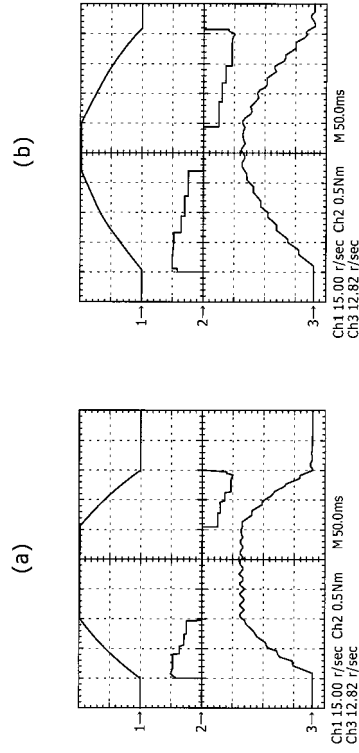 (a)
1→
2→
3→
M 50.0ms
Ch1 15.00 r/sec Ch2 0.5Nm
Ch3 12.82 r/sec
(b)
1→
2→
3→
M 50.0ms
Ch1 15.00 r/sec Ch2 0.5Nm
Ch3 12.82 r/sec